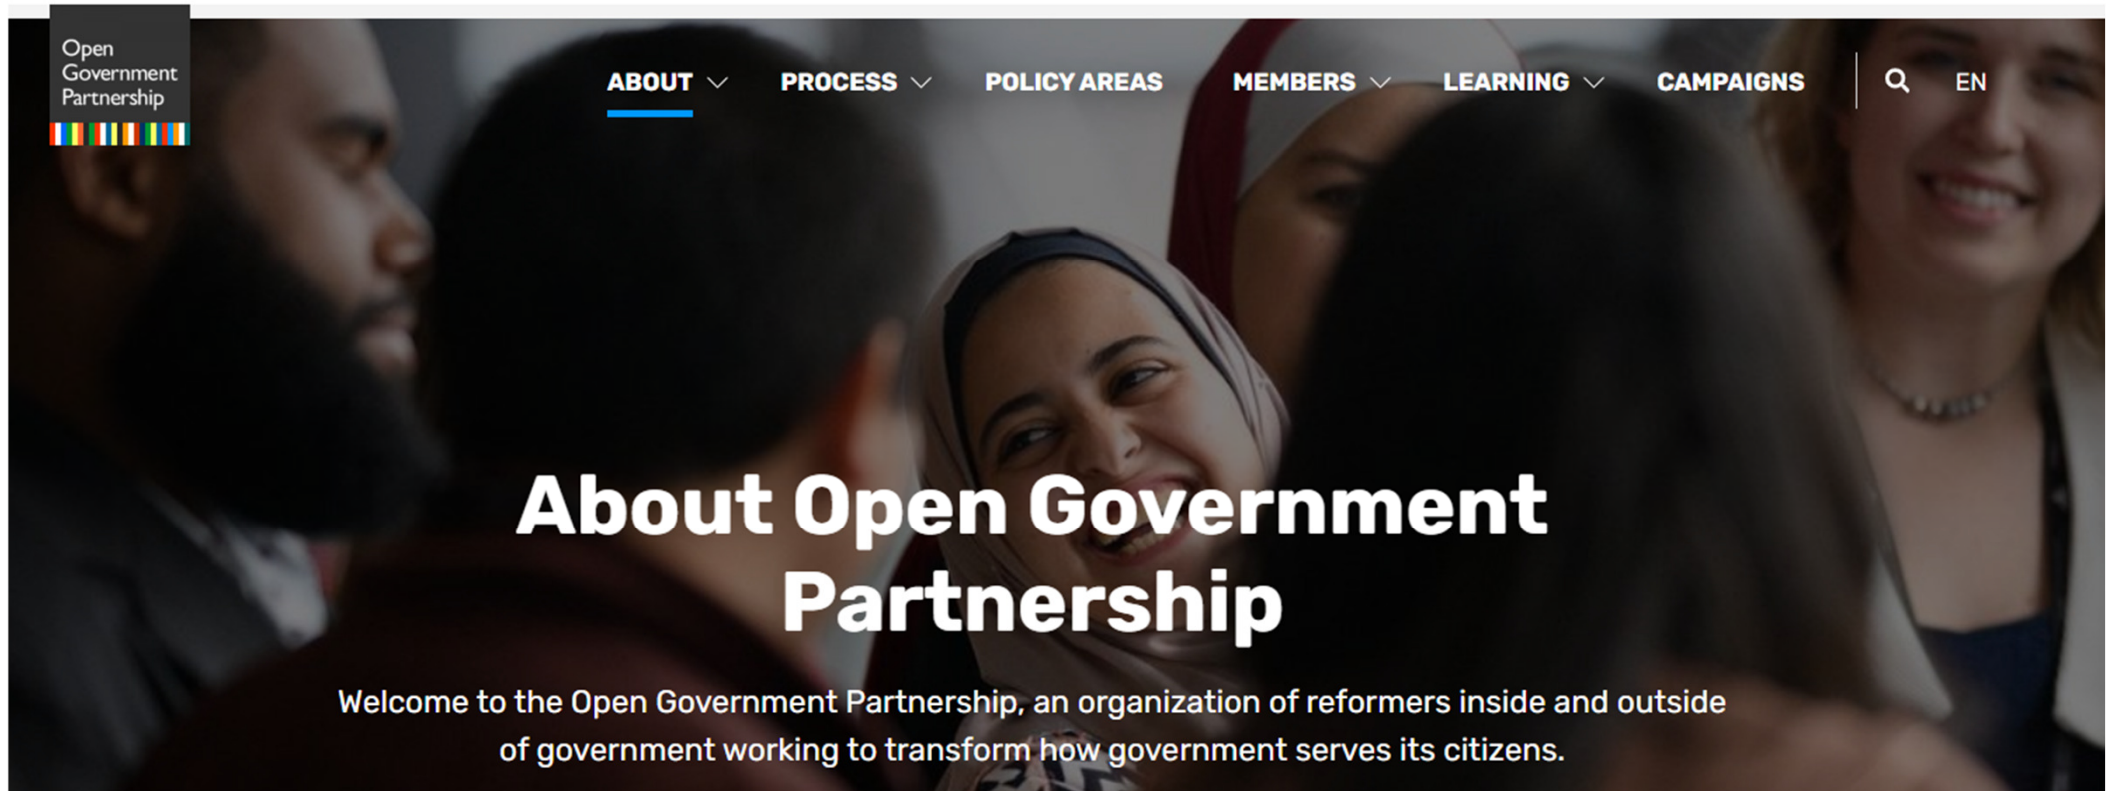 Open
Government
Partnership
ABOUT PROCESS POLICY AREAS MEMBERS LEARNING CAMPAIGNS EN
About Open Government
Partnership
Welcome to the Open Government Partnership, an organization of reformers inside and outside
of government working to transform how government serves its citizens.